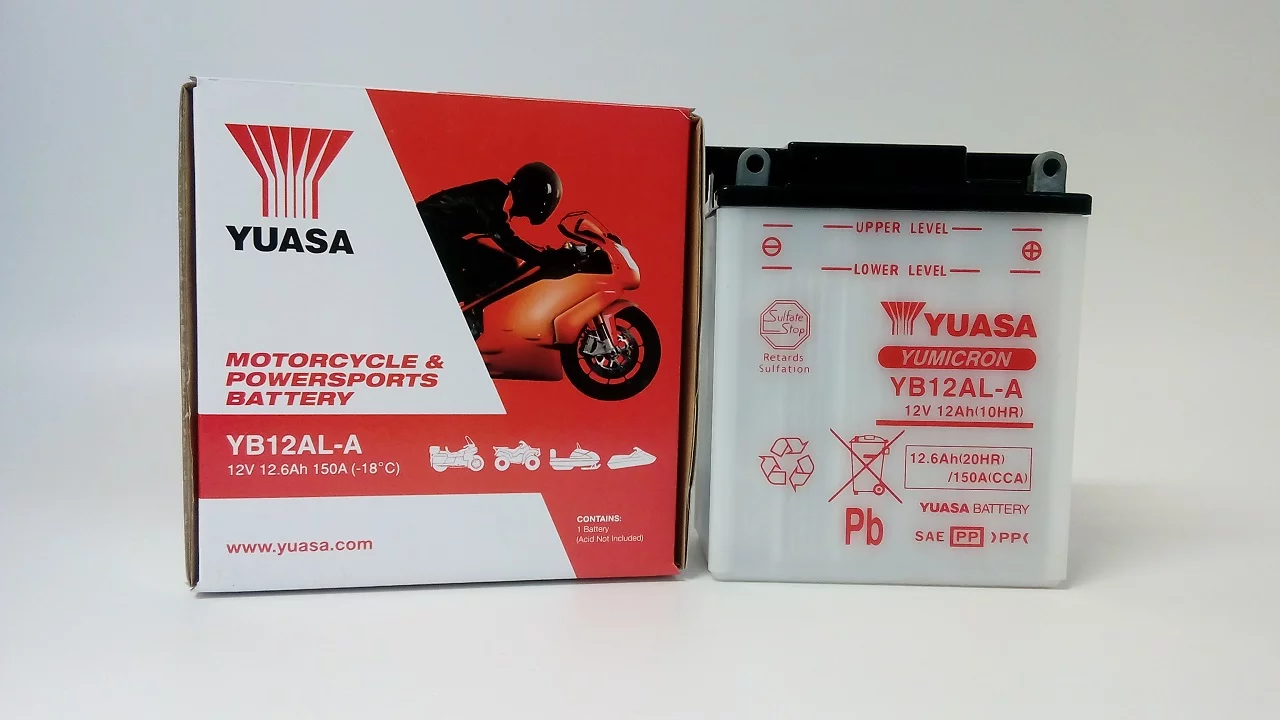 YUASA
MOTORCYCLE &
POWERSPORTS
BATTERY
YB12AL-A
12V 12.6Ah 150A (-18°C)
www.yuasa.com
CONTAINS:
1 Battery
(Acid Not Included)
UPPER LEVEL
LOWER LEVEL
Sulfate
Stop
Retards
Sulfation
YUASA
YUMICRON
YB12AL-A
12V 12Ah(10HR)
12.6Ah(20HR)
/150A(CCA)
Pb
YUASA BATTERY
SAE PP >PP<